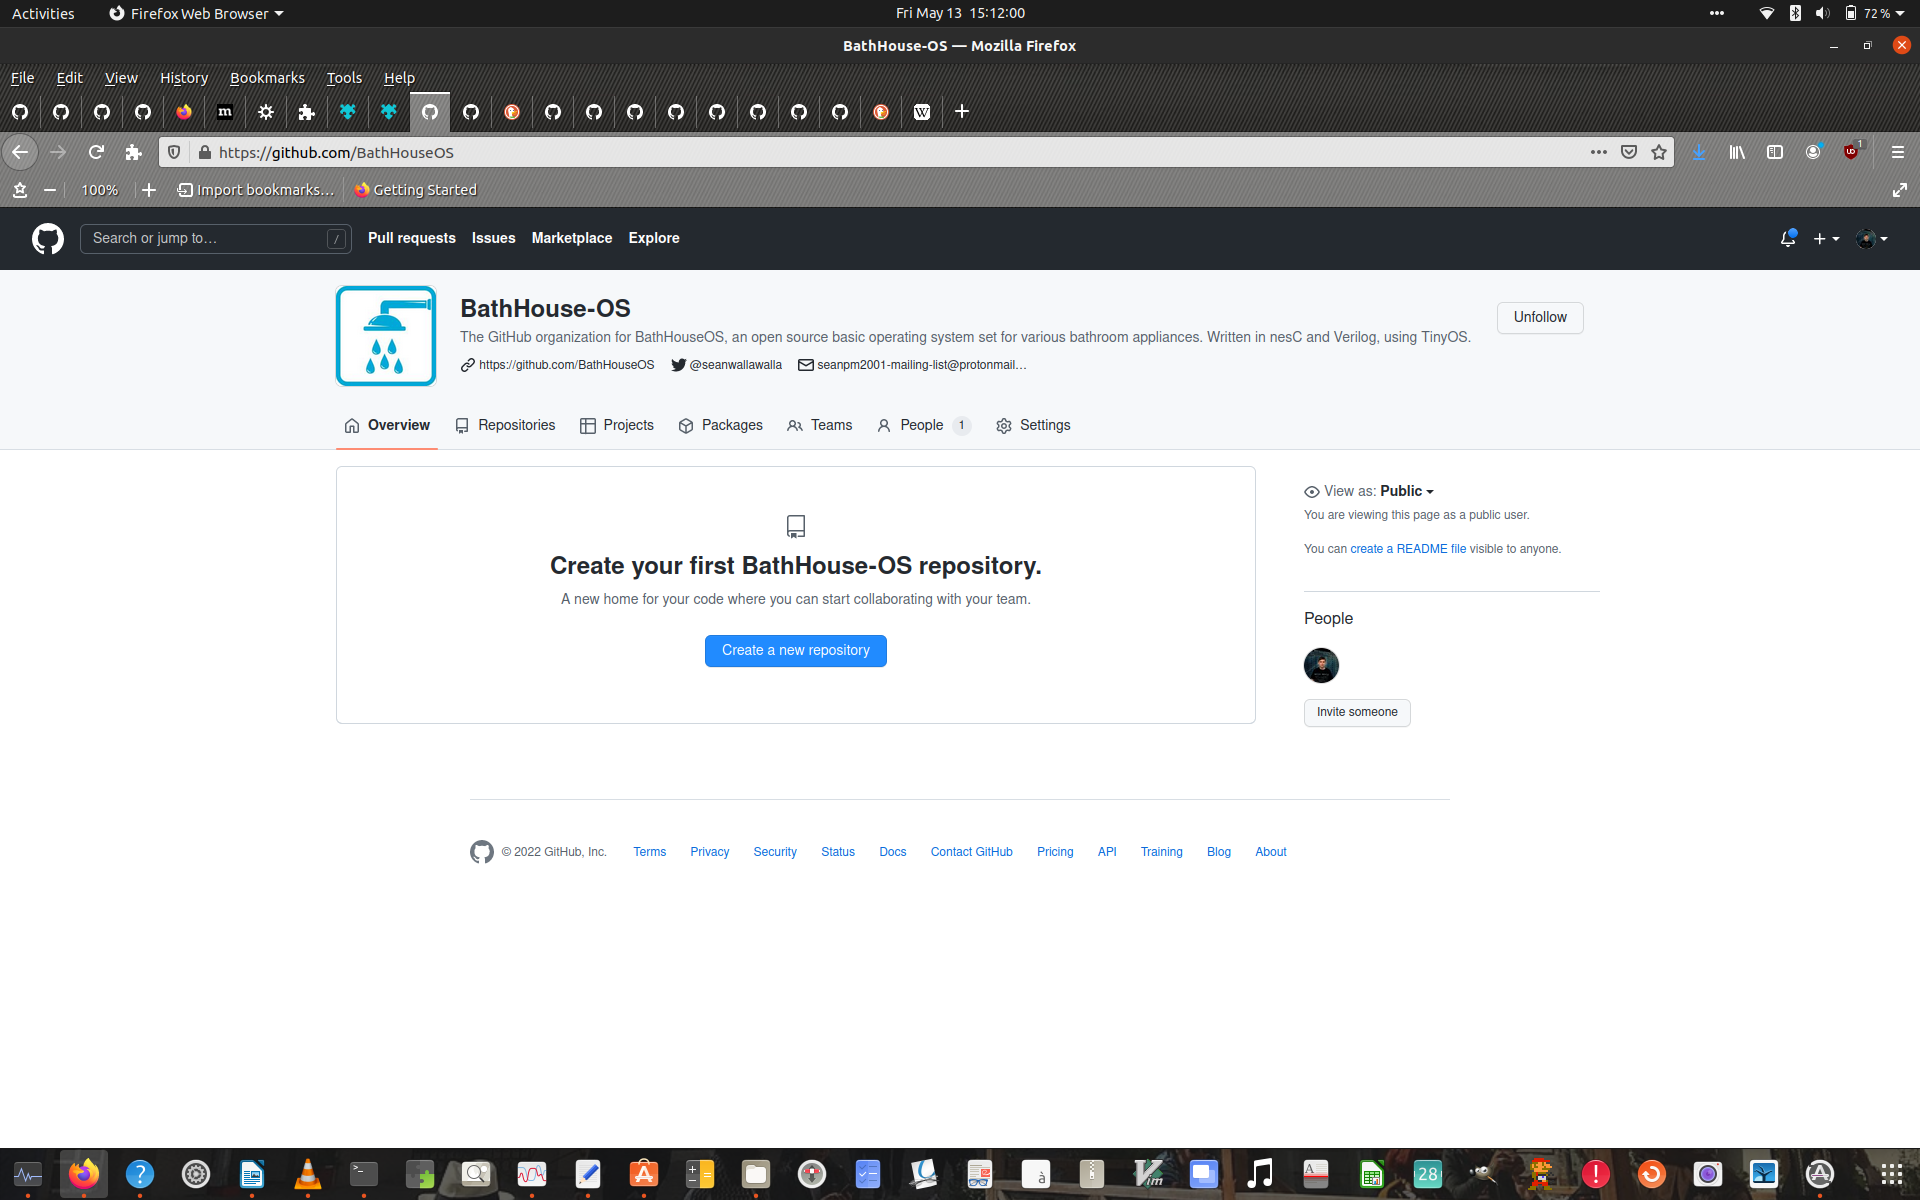 Activities Firefox Web Browser Fri May 13 15:12:00 72 %
BathHouse-OS — Mozilla Firefox
File Edit View History Bookmarks Tools Help
https://github.com/BathHouseOS 1
100% Import bookmarks… Getting Started
Search or jump to… / Pull requests Issues Marketplace Explore
BathHouse-OS
Unfollow
The GitHub organization for BathHouseOS, an open source basic operating system set for various bathroom appliances. Written in nesC and Verilog, using TinyOS.
https://github.com/BathHouseOS @seanwallawalla seanpm2001-mailing-list@protonmail…
Overview Repositories Projects Packages Teams People 1 Settings
View as: Public
You are viewing this page as a public user.
You can create a README file visible to anyone.
Create your first BathHouse-OS repository.
A new home for your code where you can start collaborating with your team.
Create a new repository
People
Invite someone
© 2022 GitHub, Inc. Terms Privacy Security Status Docs Contact GitHub Pricing API Training Blog About
28